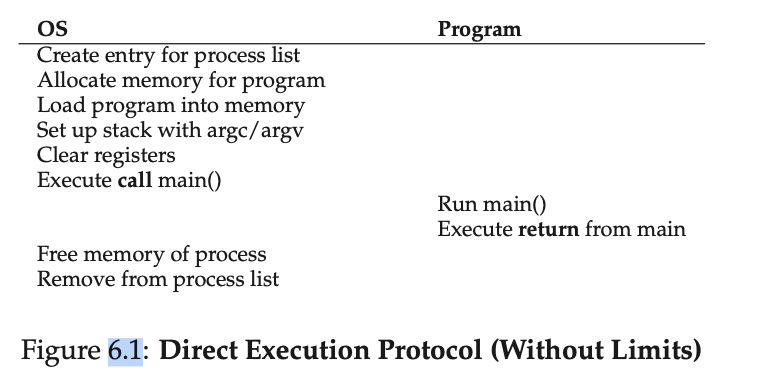 OS Program
Create entry for process list
Allocate memory for program
Load program into memory
Set up stack with argc/argv
Clear registers
Execute call main()
Run main()
Execute return from main
Free memory of process
Remove from process list
Figure 6.1: Direct Execution Protocol (Without Limits)